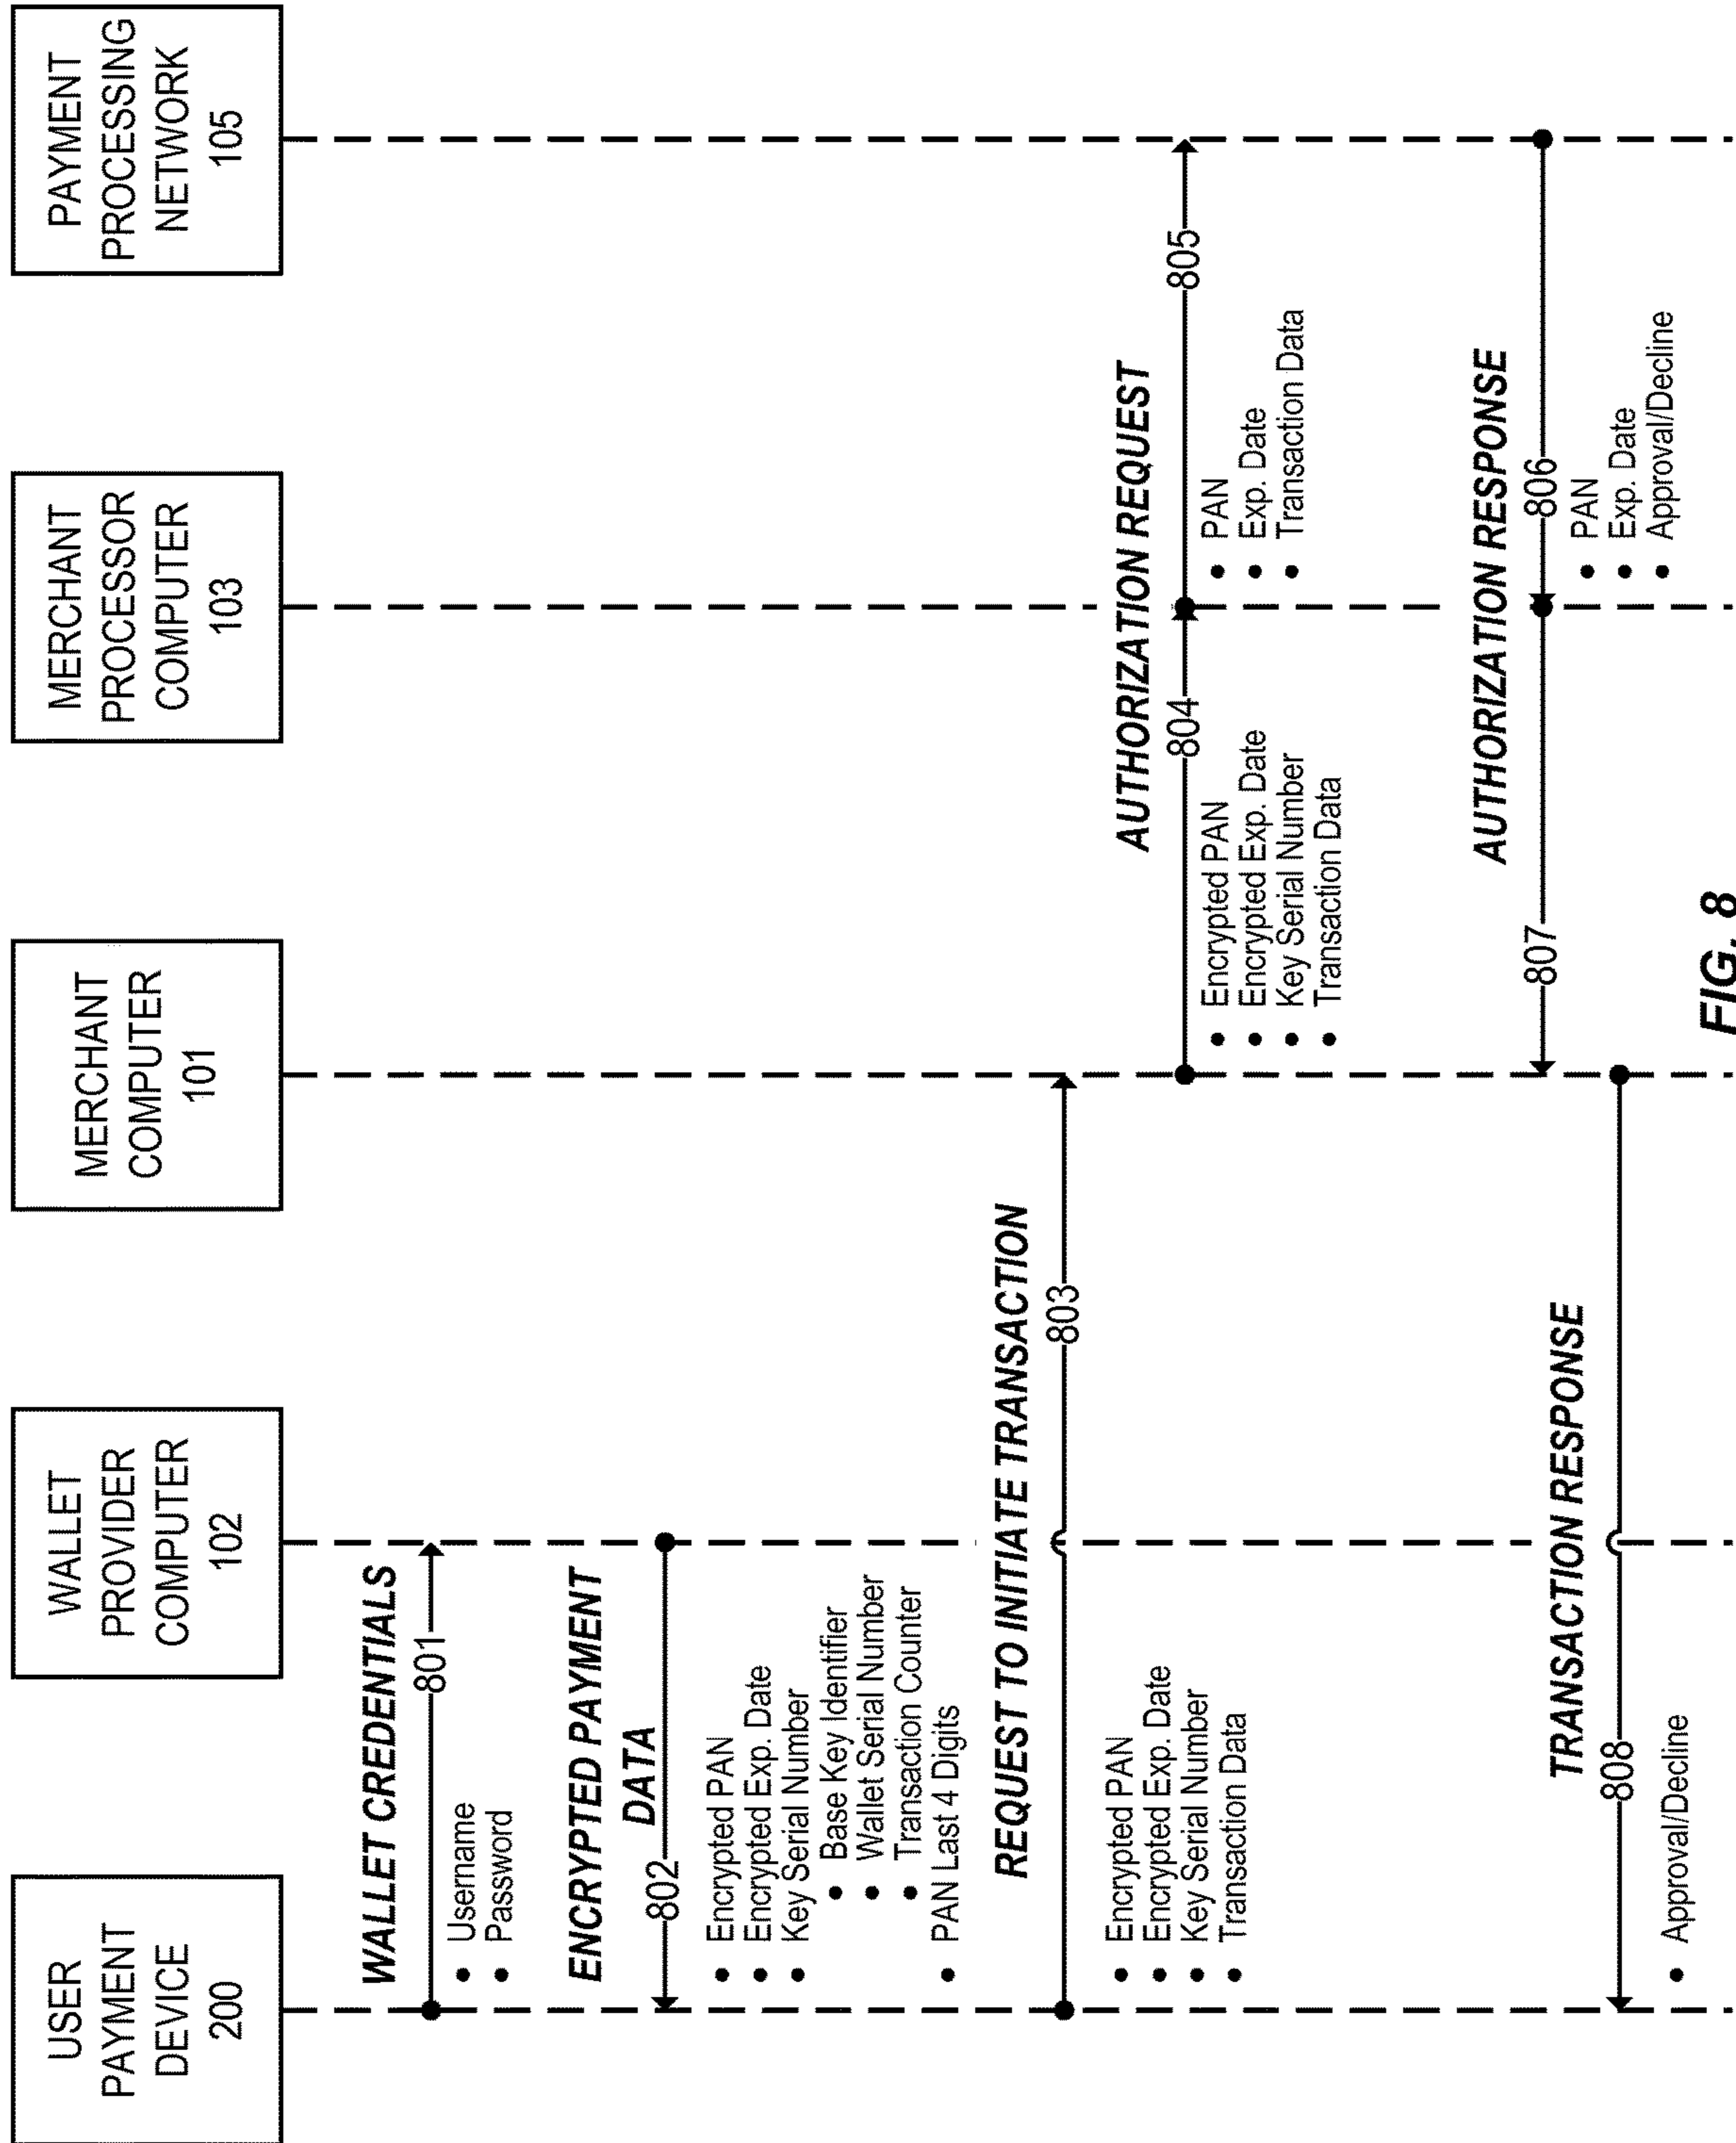 USER
PAYMENT
DEVICE
200
WALLET
PROVIDER
COMPUTER
102
MERCHANT
COMPUTER
101
MERCHANT
PROCESSOR
COMPUTER
103
PAYMENT
PROCESSING
NETWORK
105
WALLET CREDENTIALS
801
• Username
• Password
ENCRYPTED PAYMENT
DATA
802
• Encrypted PAN
• Encrypted Exp. Date
• Key Serial Number
• Base Key Identifier
• Wallet Serial Number
• Transaction Counter
• PAN Last 4 Digits
REQUEST TO INITIATE TRANSACTION
803
• Encrypted PAN
• Encrypted Exp. Date
• Key Serial Number
• Transaction Data
AUTHORIZATION REQUEST
804
805
• Encrypted PAN
• Encrypted Exp. Date
• Key Serial Number
• Transaction Data
• PAN
• Exp. Date
• Transaction Data
AUTHORIZATION RESPONSE
807
806
• PAN
• Exp. Date
• Approval/Decline
TRANSACTION RESPONSE
808
• Approval/Decline
FIG. 8